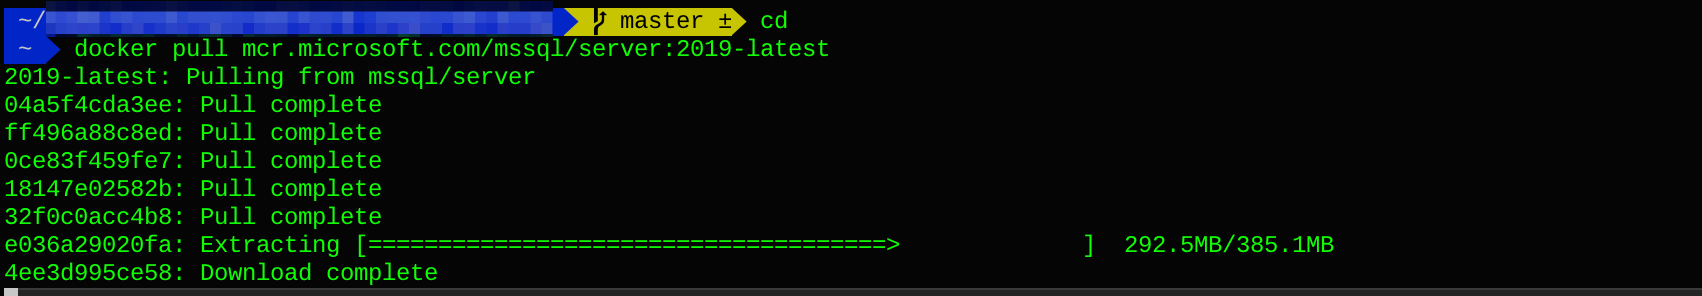 ~/ master ± cd
~ docker pull mcr.microsoft.com/mssql/server:2019-latest
2019-latest: Pulling from mssql/server
04a5f4cda3ee: Pull complete
ff496a88c8ed: Pull complete
0ce83f459fe7: Pull complete
18147e02582b: Pull complete
32f0c0acc4b8: Pull complete
e036a29020fa: Extracting [=====================================>             ]  292.5MB/385.1MB
4ee3d995ce58: Download complete